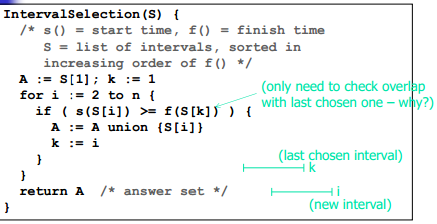 IntervalSelection(S) {
/* s() = start time, f() = finish time
S = list of intervals, sorted in
increasing order of f() */
A := S[1]; k := 1
for i := 2 to n {
if ( s(S[i]) >= f(S[k]) ) {
A := A union {S[i]}
k := i
}
}
return A /* answer set */
}
(only need to check overlap
with last chosen one – why?)
(last chosen interval)
k
i
(new interval)